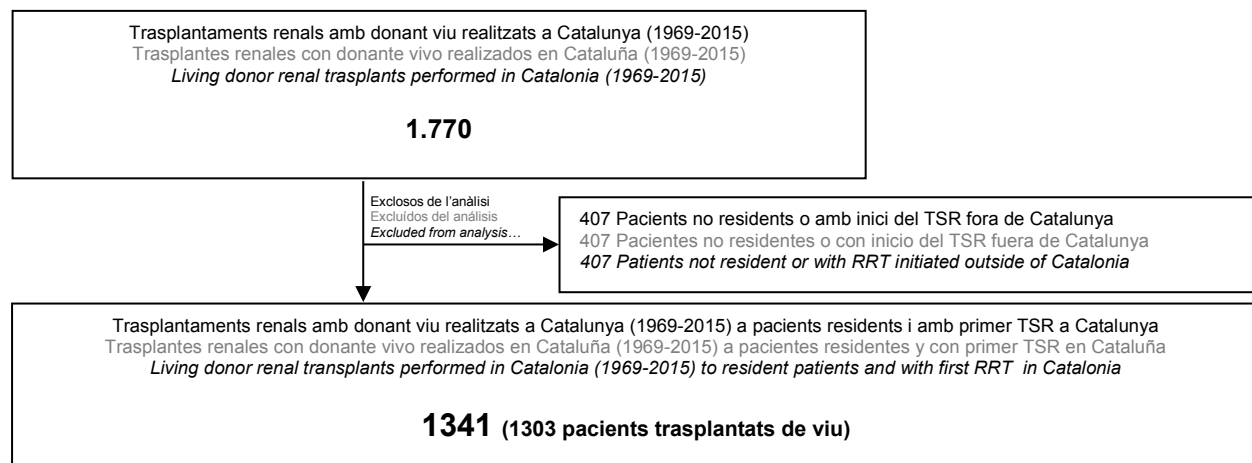 Trasplantaments renals amb donant viu realitzats a Catalunya (1969-2015)
Trasplantes renales con donante vivo realizados en Cataluña (1969-2015)
Living donor renal trasplants performed in Catalonia (1969-2015)
1.770
Exclosos de l'anàlisi
Excluídos del análisis
Excluded from analysis…
407 Pacients no residents o amb inici del TSR fora de Catalunya
407 Pacientes no residentes o con inicio del TSR fuera de Catalunya
407 Patients not resident or with RRT initiated outside of Catalonia
Trasplantaments renals amb donant viu realitzats a Catalunya (1969-2015) a pacients residents i amb primer TSR a Catalunya
Trasplantes renales con donante vivo realizados en Cataluña (1969-2015) a pacientes residentes y con primer TSR en Cataluña
Living donor renal transplants performed in Catalonia (1969-2015) to resident patients and with first RRT in Catalonia
1341 (1303 pacients trasplantats de viu)